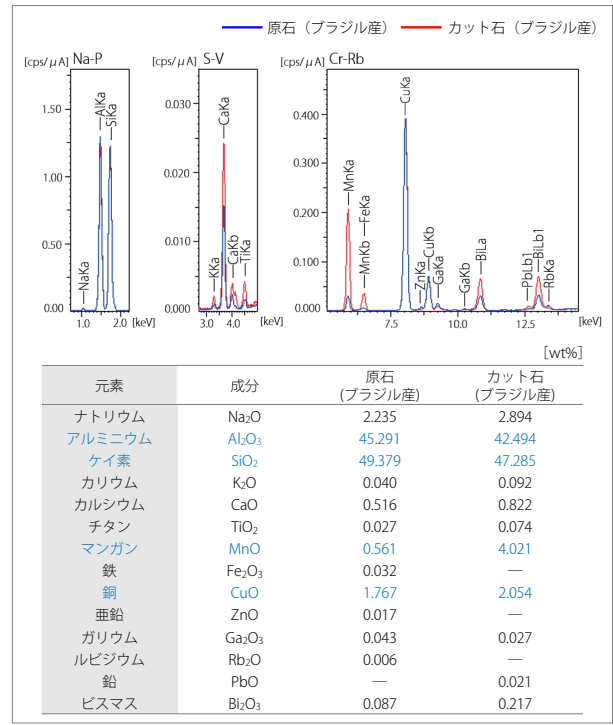 原石（ブラジル産） カット石（ブラジル産）
[cps/μA] Na-P
[cps/μA] S-V
[cps/μA] Cr-Rb
1.50
1.00
0.50
0.00
NaKa
AlKa
SiKa
1.0 2.0
[keV]
0.030
0.020
0.010
0.000
KKa
CaKa
CaKb
TiKa
3.0 4.0 [keV]
0.400
0.300
0.200
0.100
0.000
MnKa
MnKb
FeKa
CuKa
ZnKa
CuKb
GaKa
GaKb
BiLa
PbLb1
BiLb1
RbKa
7.5 10.0 12.5 [keV]
[wt%]
元素 成分 原石 (ブラジル産) カット石 (ブラジル産)
ナトリウム Na₂O 2.235 2.894
アルミニウム Al₂O₃ 45.291 42.494
ケイ素 SiO₂ 49.379 47.285
カリウム K₂O 0.040 0.092
カルシウム CaO 0.516 0.822
チタン TiO₂ 0.027 0.074
マンガン MnO 0.561 4.021
鉄 Fe₂O₃ 0.032 —
銅 CuO 1.767 2.054
亜鉛 ZnO 0.017 —
ガリウム Ga₂O₃ 0.043 0.027
ルビジウム Rb₂O 0.006 —
鉛 PbO — 0.021
ビスマス Bi₂O₃ 0.087 0.217